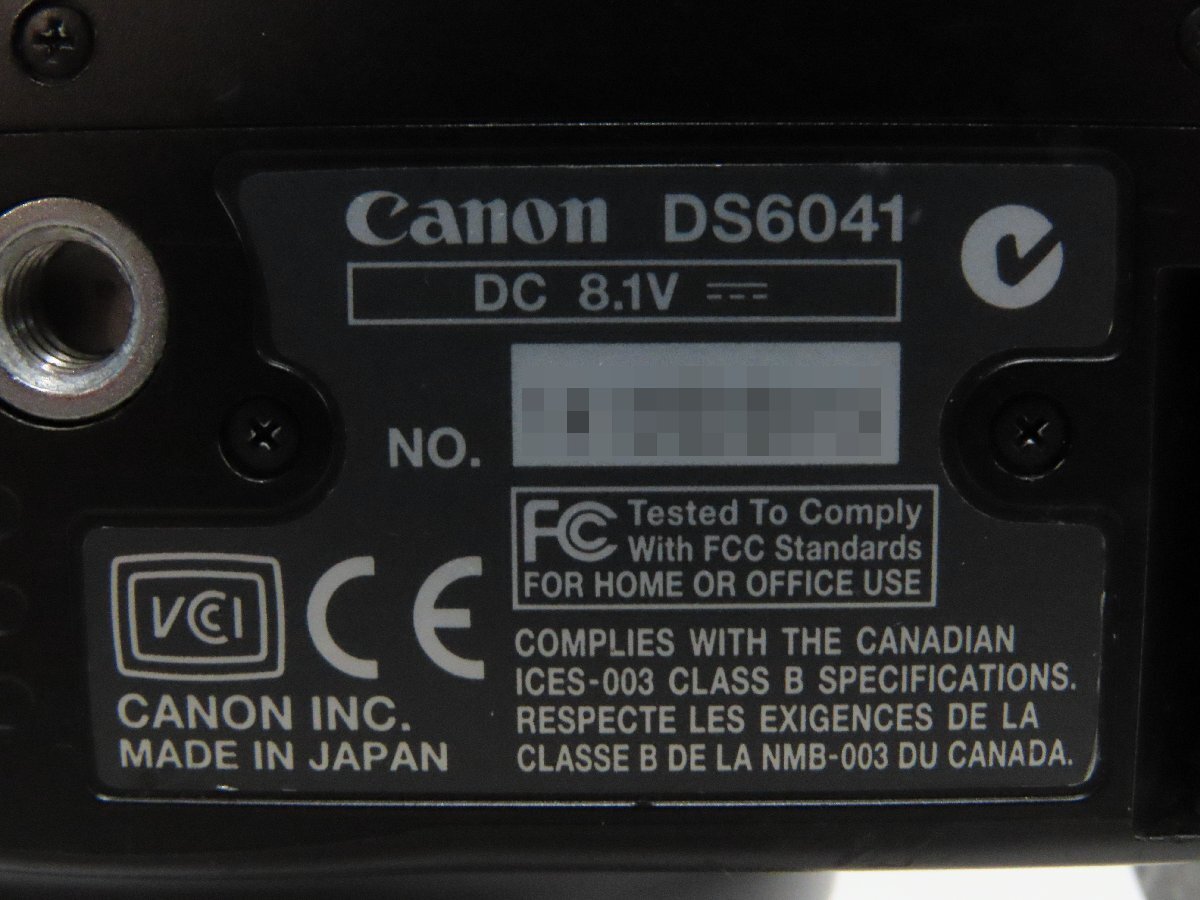 Canon DS6041
DC 8.1V
NO.
FC Tested To Comply
With FCC Standards
FOR HOME OR OFFICE USE
VCCI
CE
CANON INC.
MADE IN JAPAN
COMPLIES WITH THE CANADIAN
ICES-003 CLASS B SPECIFICATIONS.
RESPECTE LES EXIGENCES DE LA
CLASSE B DE LA NMB-003 DU CANADA.